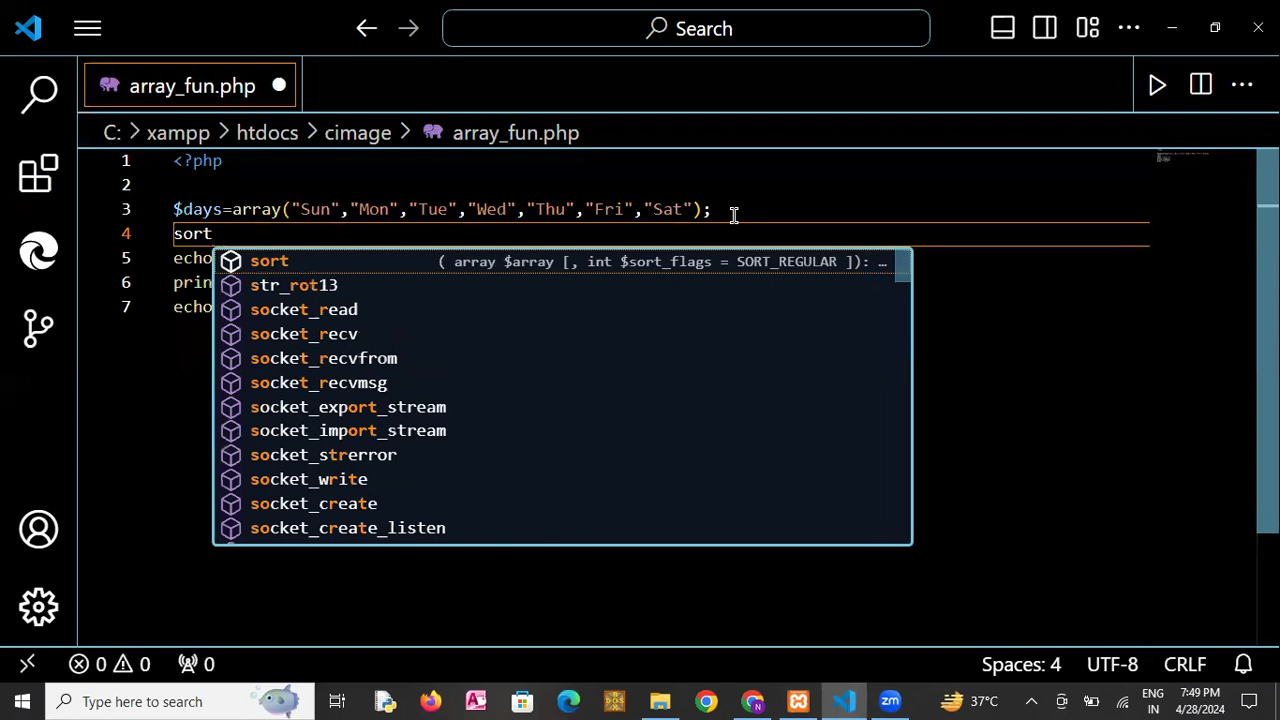 Search
array_fun.php
C: > xampp > htdocs > cimage > array_fun.php
1 <?php
2
3 $days=array("Sun","Mon","Tue","Wed","Thu","Fri","Sat");
4 sort
5 echo
6 prin
7 echo
sort ( array $array [, int $sort_flags = SORT_REGULAR ]): …
str_rot13
socket_read
socket_recv
socket_recvfrom
socket_recvmsg
socket_export_stream
socket_import_stream
socket_strerror
socket_write
socket_create
socket_create_listen
0 0 0 Spaces: 4 UTF-8 CRLF
Type here to search
37°C
ENG
IN
7:49 PM
4/28/2024